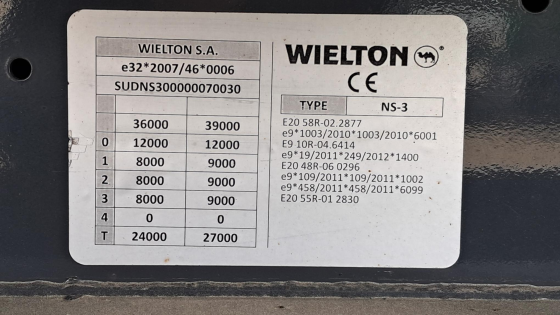 WIELTON S.A.
e32*2007/46*0006
SUDNS300000070030
36000 39000
0 12000 12000
1 8000 9000
2 8000 9000
3 8000 9000
4 0 0
T 24000 27000
WIELTON ®
CE
TYPE NS-3
E20 58R-02.2877
e9*1003/2010*1003/2010*6001
E9 10R-04.6414
e9*19/2011*249/2012*1400
E20 48R-06 0296
e9*109/2011*109/2011*1002
e9*458/2011*458/2011*6099
E20 55R-01 2830